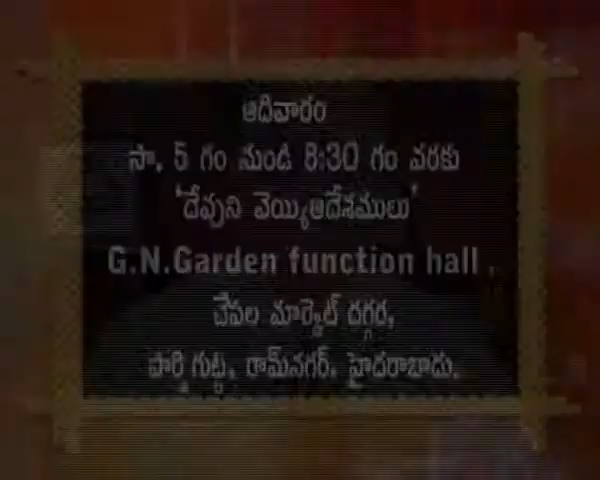 ఆదివారం
సా. 5 గం నుండి 8:30 గం వరకు
'దేవుని వెయ్యిఆదేశములు'
G.N.Garden function hall .
చేపల మార్కెట్ దగ్గర,
పార్శిగుట్ట, రామ్‌నగర్, హైదరాబాదు.